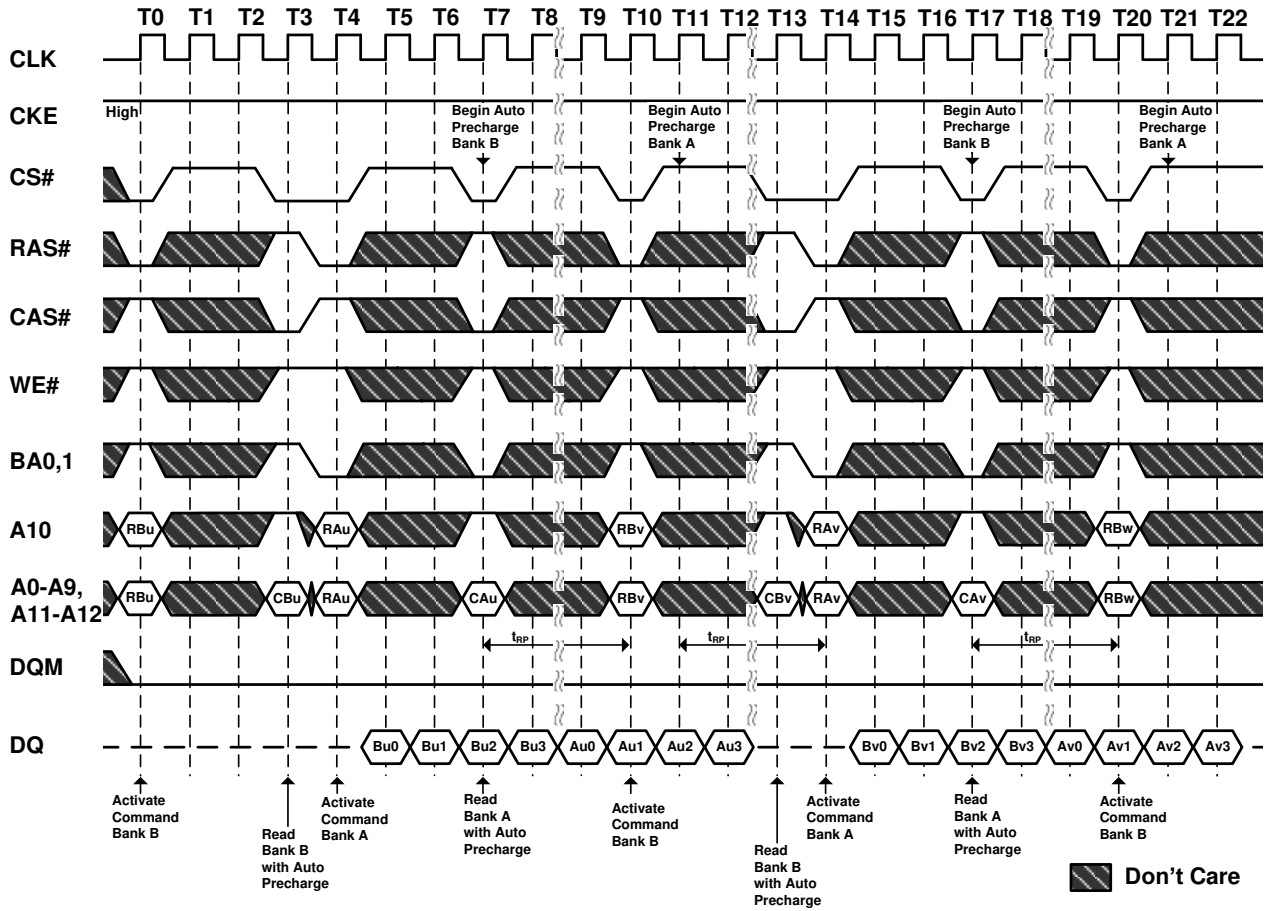 T0 T1 T2 T3 T4 T5 T6 T7 T8 T9 T10 T11 T12 T13 T14 T15 T16 T17 T18 T19 T20 T21 T22
CLK
CKE
High
Begin Auto
Precharge
Bank B
Begin Auto
Precharge
Bank A
Begin Auto
Precharge
Bank B
Begin Auto
Precharge
Bank A
CS#
RAS#
CAS#
WE#
BA0,1
A10
RBu RAu RBv RAv RBw
A0-A9,
A11-A12
RBu CBu RAu CAu RBv CBv RAv CAv RBw
tRP tRP tRP
DQM
DQ
Bu0 Bu1 Bu2 Bu3 Au0 Au1 Au2 Au3 Bv0 Bv1 Bv2 Bv3 Av0 Av1 Av2 Av3
Activate
Command
Bank B
Read
Bank B
with Auto
Precharge
Activate
Command
Bank A
Read
Bank A
with Auto
Precharge
Activate
Command
Bank B
Read
Bank B
with Auto
Precharge
Activate
Command
Bank A
Read
Bank A
with Auto
Precharge
Activate
Command
Bank B
Don't Care